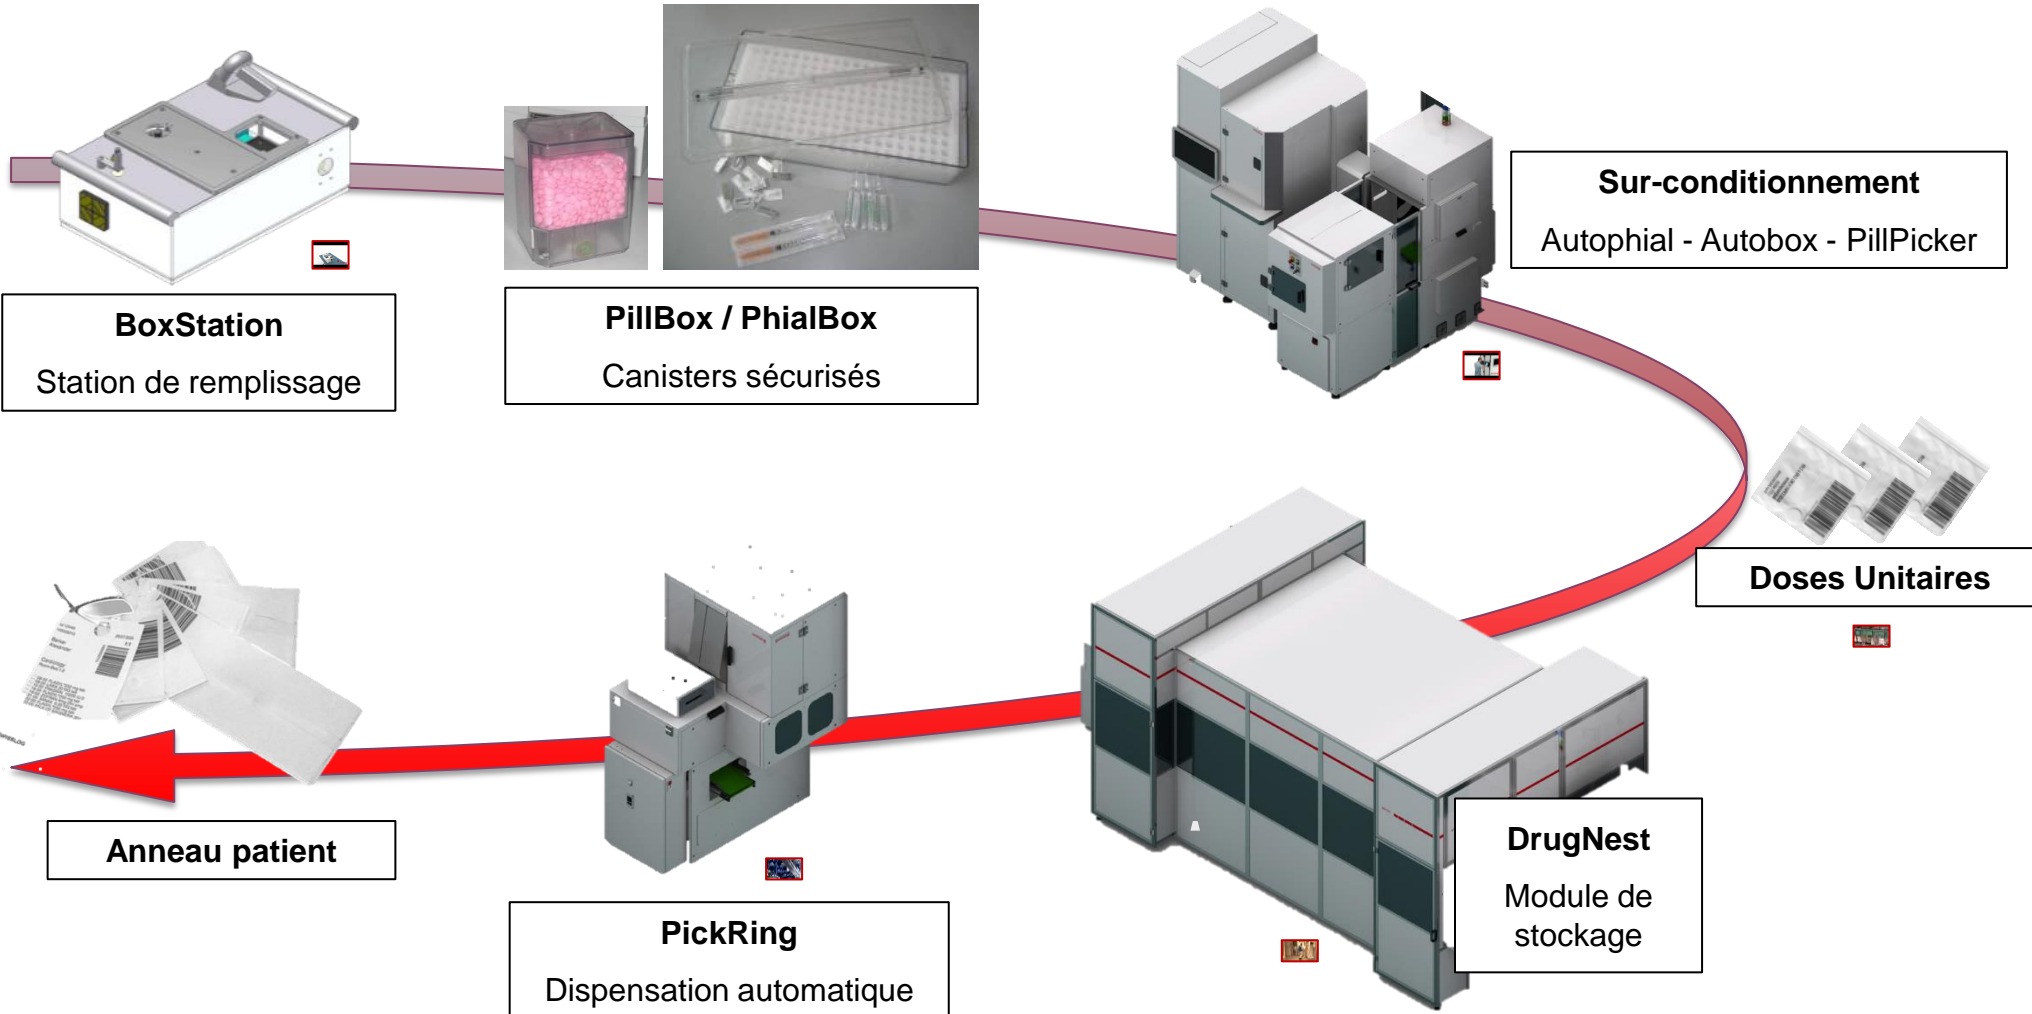 BoxStation
Station de remplissage
PillBox / PhialBox
Canisters sécurisés
Sur-conditionnement
Autophial - Autobox - PillPicker
Doses Unitaires
DrugNest
Module de
stockage
PickRing
Dispensation automatique
Anneau patient
Cardiology